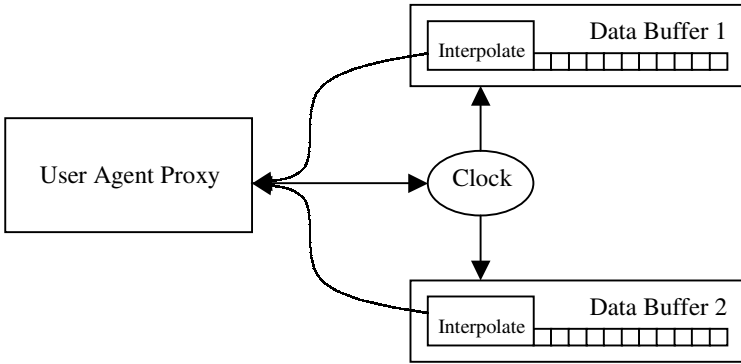 Data Buffer 1
Interpolate
User Agent Proxy
Clock
Data Buffer 2
Interpolate